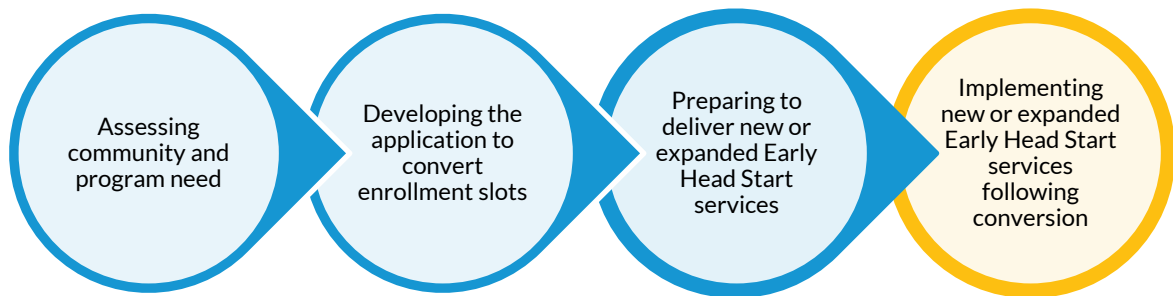 Assessing
community and
program need
Developing the
application to
convert
enrollment slots
Preparing to
deliver new or
expanded Early
Head Start
services
Implementing
new or expanded
Early Head Start
services
following
conversion